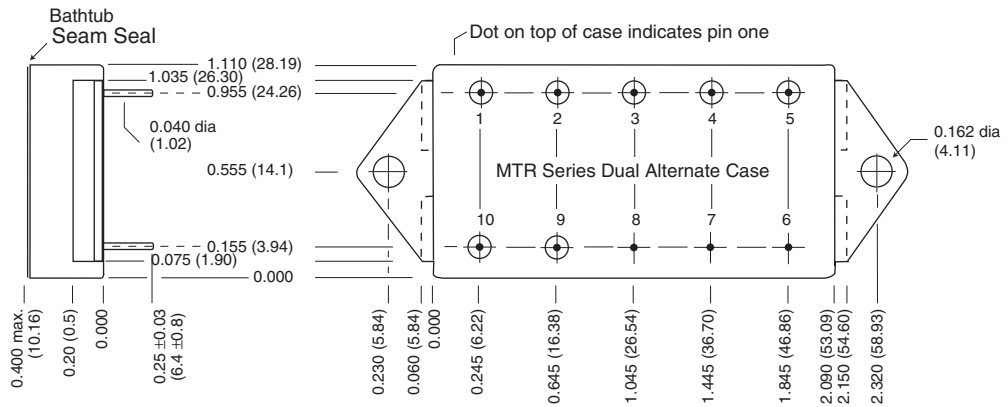 Bathtub
Seam Seal
Dot on top of case indicates pin one
1.110 (28.19)
1.035 (26.30)
0.955 (24.26)
0.040 dia
(1.02)
0.555 (14.1)
0.155 (3.94)
0.075 (1.90)
0.000
1 2 3 4 5
MTR Series Dual Alternate Case
10 9 8 7 6
0.162 dia
(4.11)
0.400 max.
(10.16)
0.20 (0.5)
0.000
0.25 ±0.03
(6.4 ±0.8)
0.230 (5.84)
0.060 (5.84)
0.000
0.245 (6.22)
0.645 (16.38)
1.045 (26.54)
1.445 (36.70)
1.845 (46.86)
2.090 (53.09)
2.150 (54.60)
2.320 (58.93)